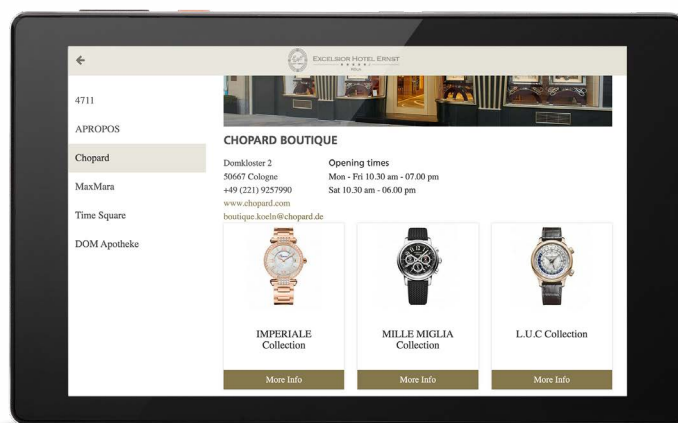 EXCELSIOR HOTEL ERNST
KÖLN
4711
APROPOS
Chopard
MaxMara
Time Square
DOM Apotheke
CHOPARD BOUTIQUE
Domkloster 2
50667 Cologne
+49 (221) 9257990
www.chopard.com
boutique.koeln@chopard.de
Opening times
Mon - Fri 10.30 am - 07.00 pm
Sat 10.30 am - 06.00 pm
IMPERIALE
Collection
More Info
MILLE MIGLIA
Collection
More Info
L.U.C Collection
More Info